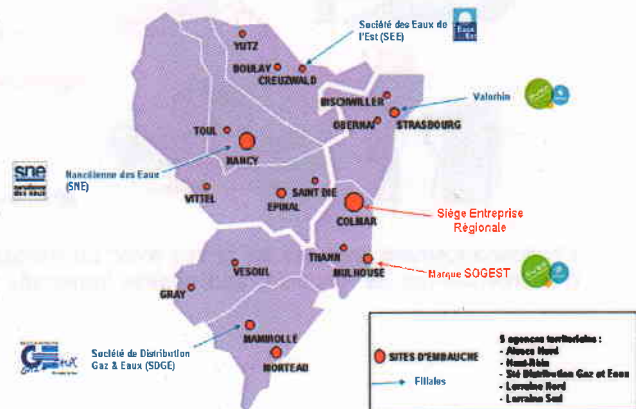 Société des Eaux de
l'Est (SEE)
YUTZ
BOULAY
CREUZWALD
BISCHWILLER
Valorhin
OBERNAI
STRASBOURG
TOUL
NANCY
sne
Nancéienne des Eaux
(SNE)
VITTEL
SAINT DIE
EPINAL
COLMAR
Siège Entreprise
Régionale
THANN
MULHOUSE
Marque SOGEST
VESOUL
GRAY
MAMIROLLE
Société de Distribution
Gaz & Eaux (SDGE)
MORTEAU
SITES D'EMBAUCHE
Filiales
5 agences territoriales :
- Alsace Nord
- Haut-Rhin
- Sté Distribution Gaz et Eaux
- Lorraine Nord
- Lorraine Sud